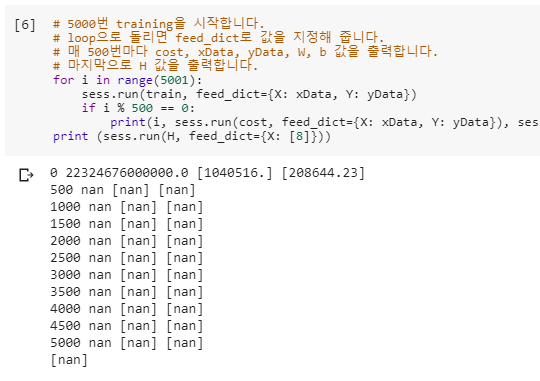 [6] # 5000번 training을 시작합니다.
# loop으로 돌리면 feed_dict로 값을 지정해 줍니다.
# 매 500번마다 cost, xData, yData, W, b 값을 출력합니다.
# 마지막으로 H 값을 출력합니다.
for i in range(5001):
    sess.run(train, feed_dict={X: xData, Y: yData})
    if i % 500 == 0:
        print(i, sess.run(cost, feed_dict={X: xData, Y: yData}), ses
print (sess.run(H, feed_dict={X: [8]}))
0 22324676000000.0 [1040516.] [208644.23]
500 nan [nan] [nan]
1000 nan [nan] [nan]
1500 nan [nan] [nan]
2000 nan [nan] [nan]
2500 nan [nan] [nan]
3000 nan [nan] [nan]
3500 nan [nan] [nan]
4000 nan [nan] [nan]
4500 nan [nan] [nan]
5000 nan [nan] [nan]
[nan]